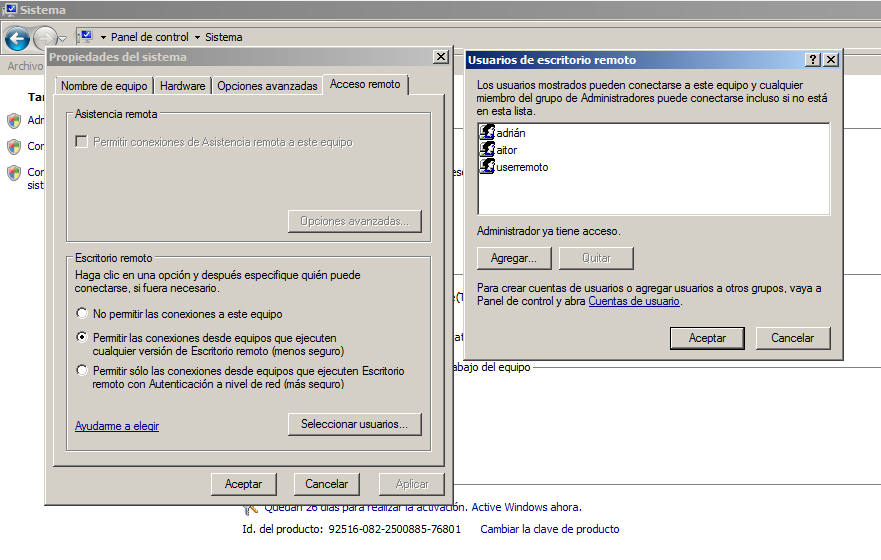 Sistema
Panel de control
Sistema
Archivo
Propiedades del sistema
Nombre de equipo
Hardware
Opciones avanzadas
Acceso remoto
Asistencia remota
Permitir conexiones de Asistencia remota a este equipo
Opciones avanzadas...
Escritorio remoto
Haga clic en una opción y después especifique quién puede
conectarse, si fuera necesario.
No permitir las conexiones a este equipo
Permitir las conexiones desde equipos que ejecuten
cualquier versión de Escritorio remoto (menos seguro)
Permitir sólo las conexiones desde equipos que ejecuten Escritorio
remoto con Autenticación a nivel de red (más seguro)
Ayudarme a elegir
Seleccionar usuarios...
Aceptar
Cancelar
Aplicar
Usuarios de escritorio remoto
Los usuarios mostrados pueden conectarse a este equipo y cualquier
miembro del grupo de Administradores puede conectarse incluso si no está
en esta lista.
adrián
aitor
userremoto
Administrador ya tiene acceso.
Agregar...
Quitar
Para crear cuentas de usuarios o agregar usuarios a otros grupos, vaya a
Panel de control y abra Cuentas de usuario.
Aceptar
Cancelar
bajo del equipo
Quedan 26 días para realizar la activación. Active Windows ahora.
Id. del producto: 92516-082-2500885-76801
Cambiar la clave de producto